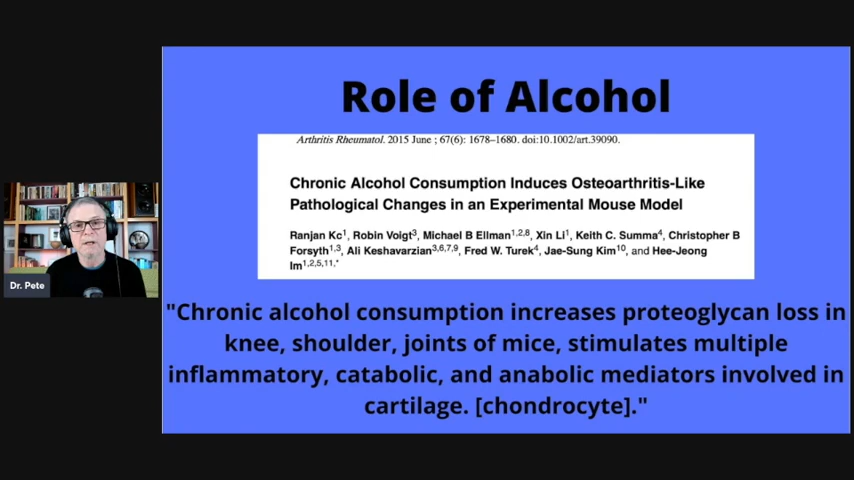 Role of Alcohol
Arthritis Rheumatol. 2015 June ; 67(6): 1678–1680. doi:10.1002/art.39090.
Chronic Alcohol Consumption Induces Osteoarthritis-Like
Pathological Changes in an Experimental Mouse Model
Ranjan Kc1, Robin Voigt3, Michael B Ellman1,2,8, Xin Li1, Keith C. Summa4, Christopher B
Forsyth1,3, Ali Keshavarzian3,6,7,9, Fred W. Turek4, Jae-Sung Kim10, and Hee-Jeong
Im1,2,5,11,*
Dr. Pete
"Chronic alcohol consumption increases proteoglycan loss in
knee, shoulder, joints of mice, stimulates multiple
inflammatory, catabolic, and anabolic mediators involved in
cartilage. [chondrocyte]."